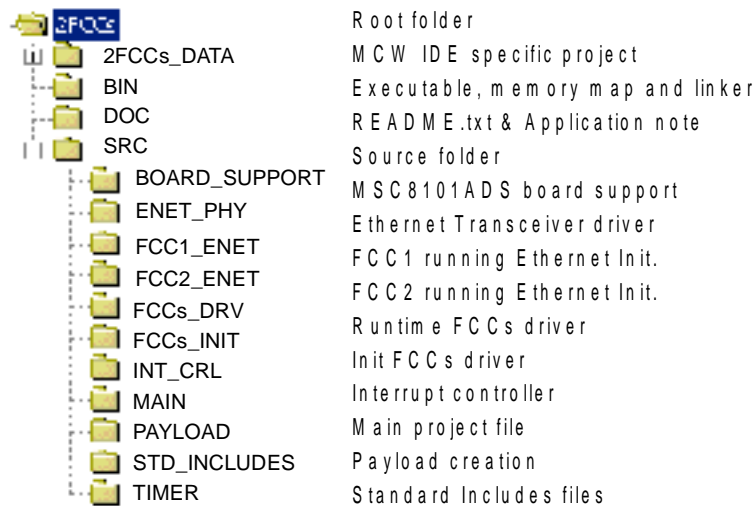 2FCCs Root folder
2FCCs_DATA MCW IDE specific project
BIN Executable, memory map and linker
DOC README.txt & Application note
SRC Source folder
BOARD_SUPPORT MSC8101ADS board support
ENET_PHY Ethernet Transceiver driver
FCC1_ENET FCC1 running Ethernet Init.
FCC2_ENET FCC2 running Ethernet Init.
FCCs_DRV Runtime FCCs driver
FCCs_INIT Init FCCs driver
INT_CRL Interrupt controller
MAIN Main project file
PAYLOAD Payload creation
STD_INCLUDES Standard Includes files
TIMER